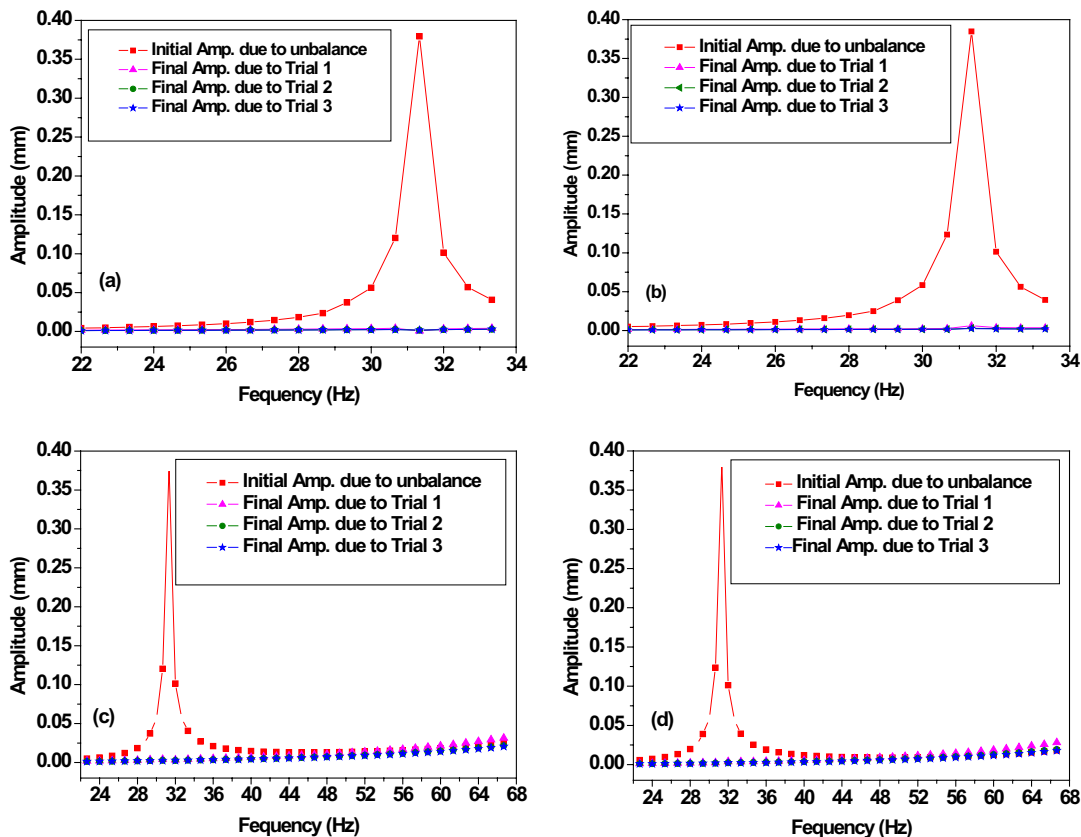 0.40
0.35
0.30
0.25
0.20
0.15
0.10
0.05
0.00
Amplitude (mm)
Initial Amp. due to unbalance
Final Amp. due to Trial 1
Final Amp. due to Trial 2
Final Amp. due to Trial 3
(a)
22 24 26 28 30 32 34
Fequency (Hz)
0.40
0.35
0.30
0.25
0.20
0.15
0.10
0.05
0.00
Amplitude (mm)
Initial Amp. due to unbalance
Final Amp. due to Trial 1
Final Amp. due to Trial 2
Final Amp. due to Trial 3
(b)
22 24 26 28 30 32 34
Fequency (Hz)
0.40
0.35
0.30
0.25
0.20
0.15
0.10
0.05
0.00
Amplitude (mm)
Initial Amp. due to unbalance
Final Amp. due to Trial 1
Final Amp. due to Trial 2
Final Amp. due to Trial 3
(c)
24 28 32 36 40 44 48 52 56 60 64 68
Fequency (Hz)
0.40
0.35
0.30
0.25
0.20
0.15
0.10
0.05
0.00
Amplitude (mm)
Initial Amp. due to unbalance
Final Amp. due to Trial 1
Final Amp. due to Trial 2
Final Amp. due to Trial 3
(d)
24 28 32 36 40 44 48 52 56 60 64 68
Fequency (Hz)